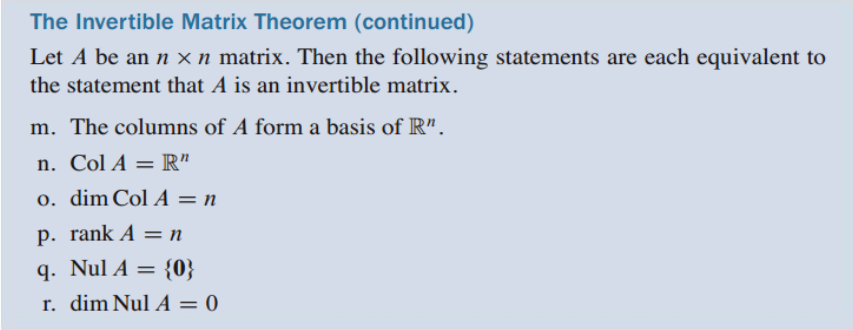 The Invertible Matrix Theorem (continued)
Let A be an n × n matrix. Then the following statements are each equivalent to
the statement that A is an invertible matrix.
m. The columns of A form a basis of ℝⁿ.
n. Col A = ℝⁿ
o. dim Col A = n
p. rank A = n
q. Nul A = {0}
r. dim Nul A = 0